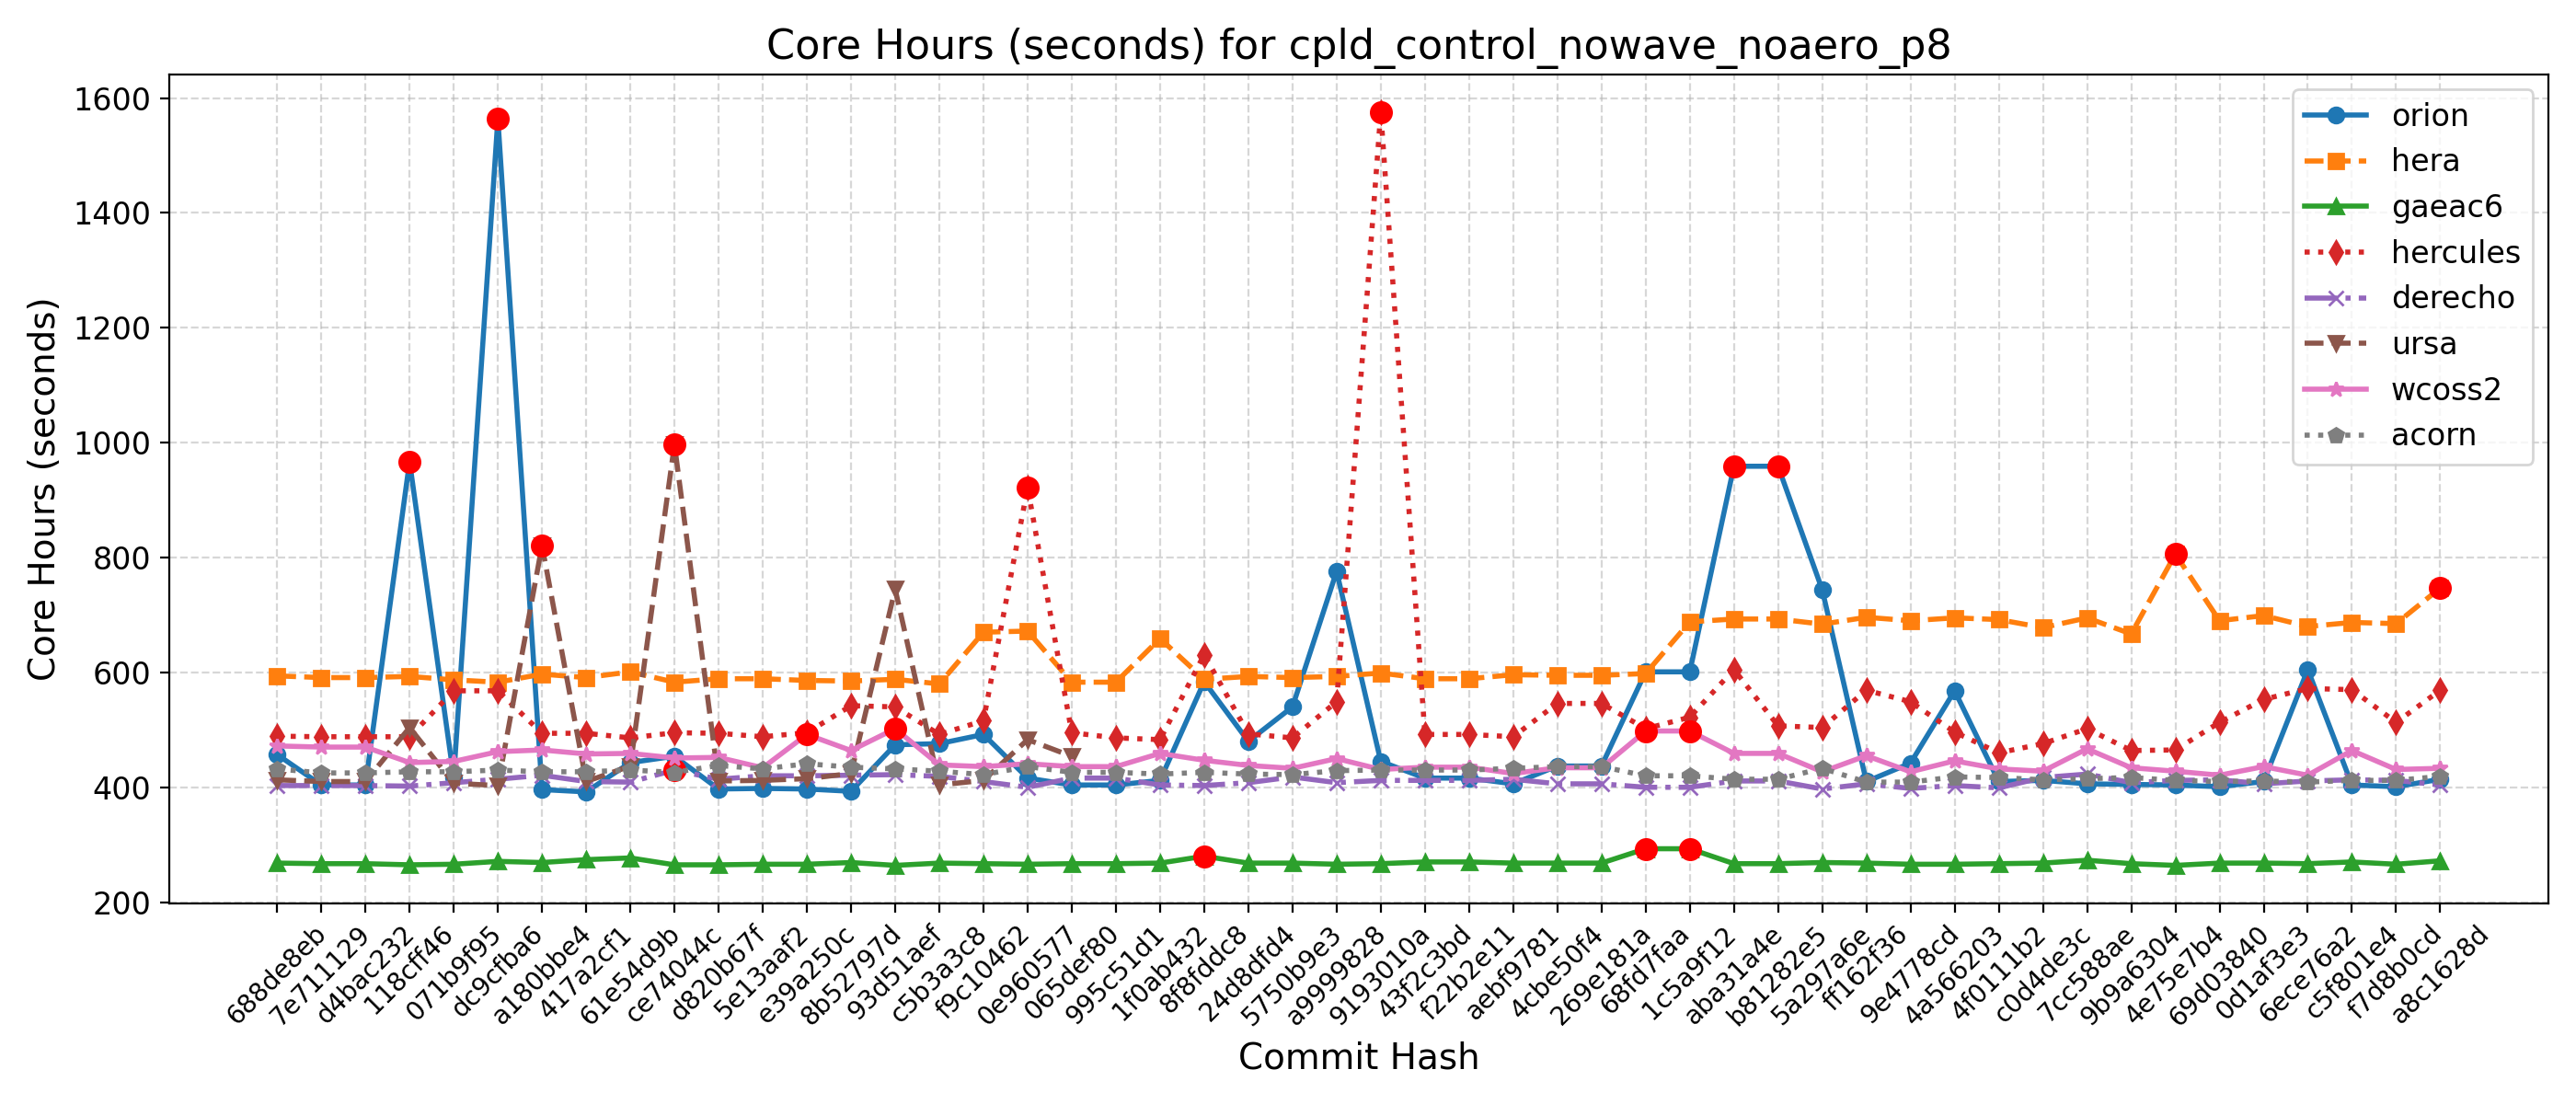 Core Hours (seconds) for cpld_control_nowave_noaero_p8
Core Hours (seconds)
1600
1400
1200
1000
800
600
400
200
orion
hera
gaeac6
hercules
derecho
ursa
wcoss2
acorn
688de8eb
7e711129
d4bac232
118cff46
071b9f95
dc9cfba6
a180bbe4
417a2cf1
61e54d9b
ce74044c
d820b67f
5e13aaf2
e39a250c
8b52797d
93d51aef
c5b3a3c8
f9c10462
0e960577
065def80
995c51d1
1f0ab432
8f8fddc8
24d8dfd4
5750b9e3
a9999828
9193010a
43f2c3bd
f22b2e11
aebf9781
4cbe50f4
269e181a
68fd7faa
1c5a9f12
aba31a4e
b81282e5
5a297a6e
ff162f36
9e4778cd
4a566203
4f0111b2
c0d4de3c
7cc588ae
9b9a6304
4e75e7b4
69d03840
0d1af3e3
6ece76a2
c5f801e4
f7d8b0cd
a8c1628d
Commit Hash